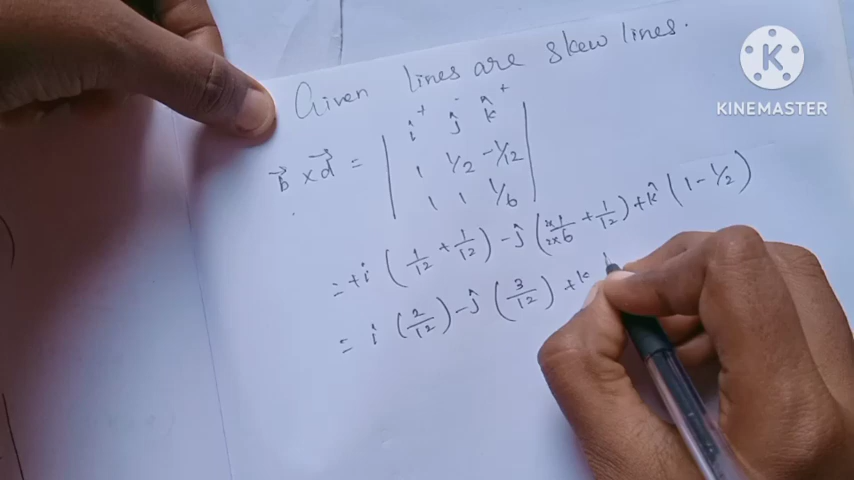 Given lines are skew lines.
K
KINEMASTER
î⁺ ĵ⁻ k̂⁺
b⃗ × d⃗ = | 1 1/2 -1/12 |
1 1 1/6
= +i (1/12 + 1/12) - ĵ (2×1/2×6 + 1/12) + k̂ (1 - 1/2)
= î (2/12) - ĵ (3/12) + k